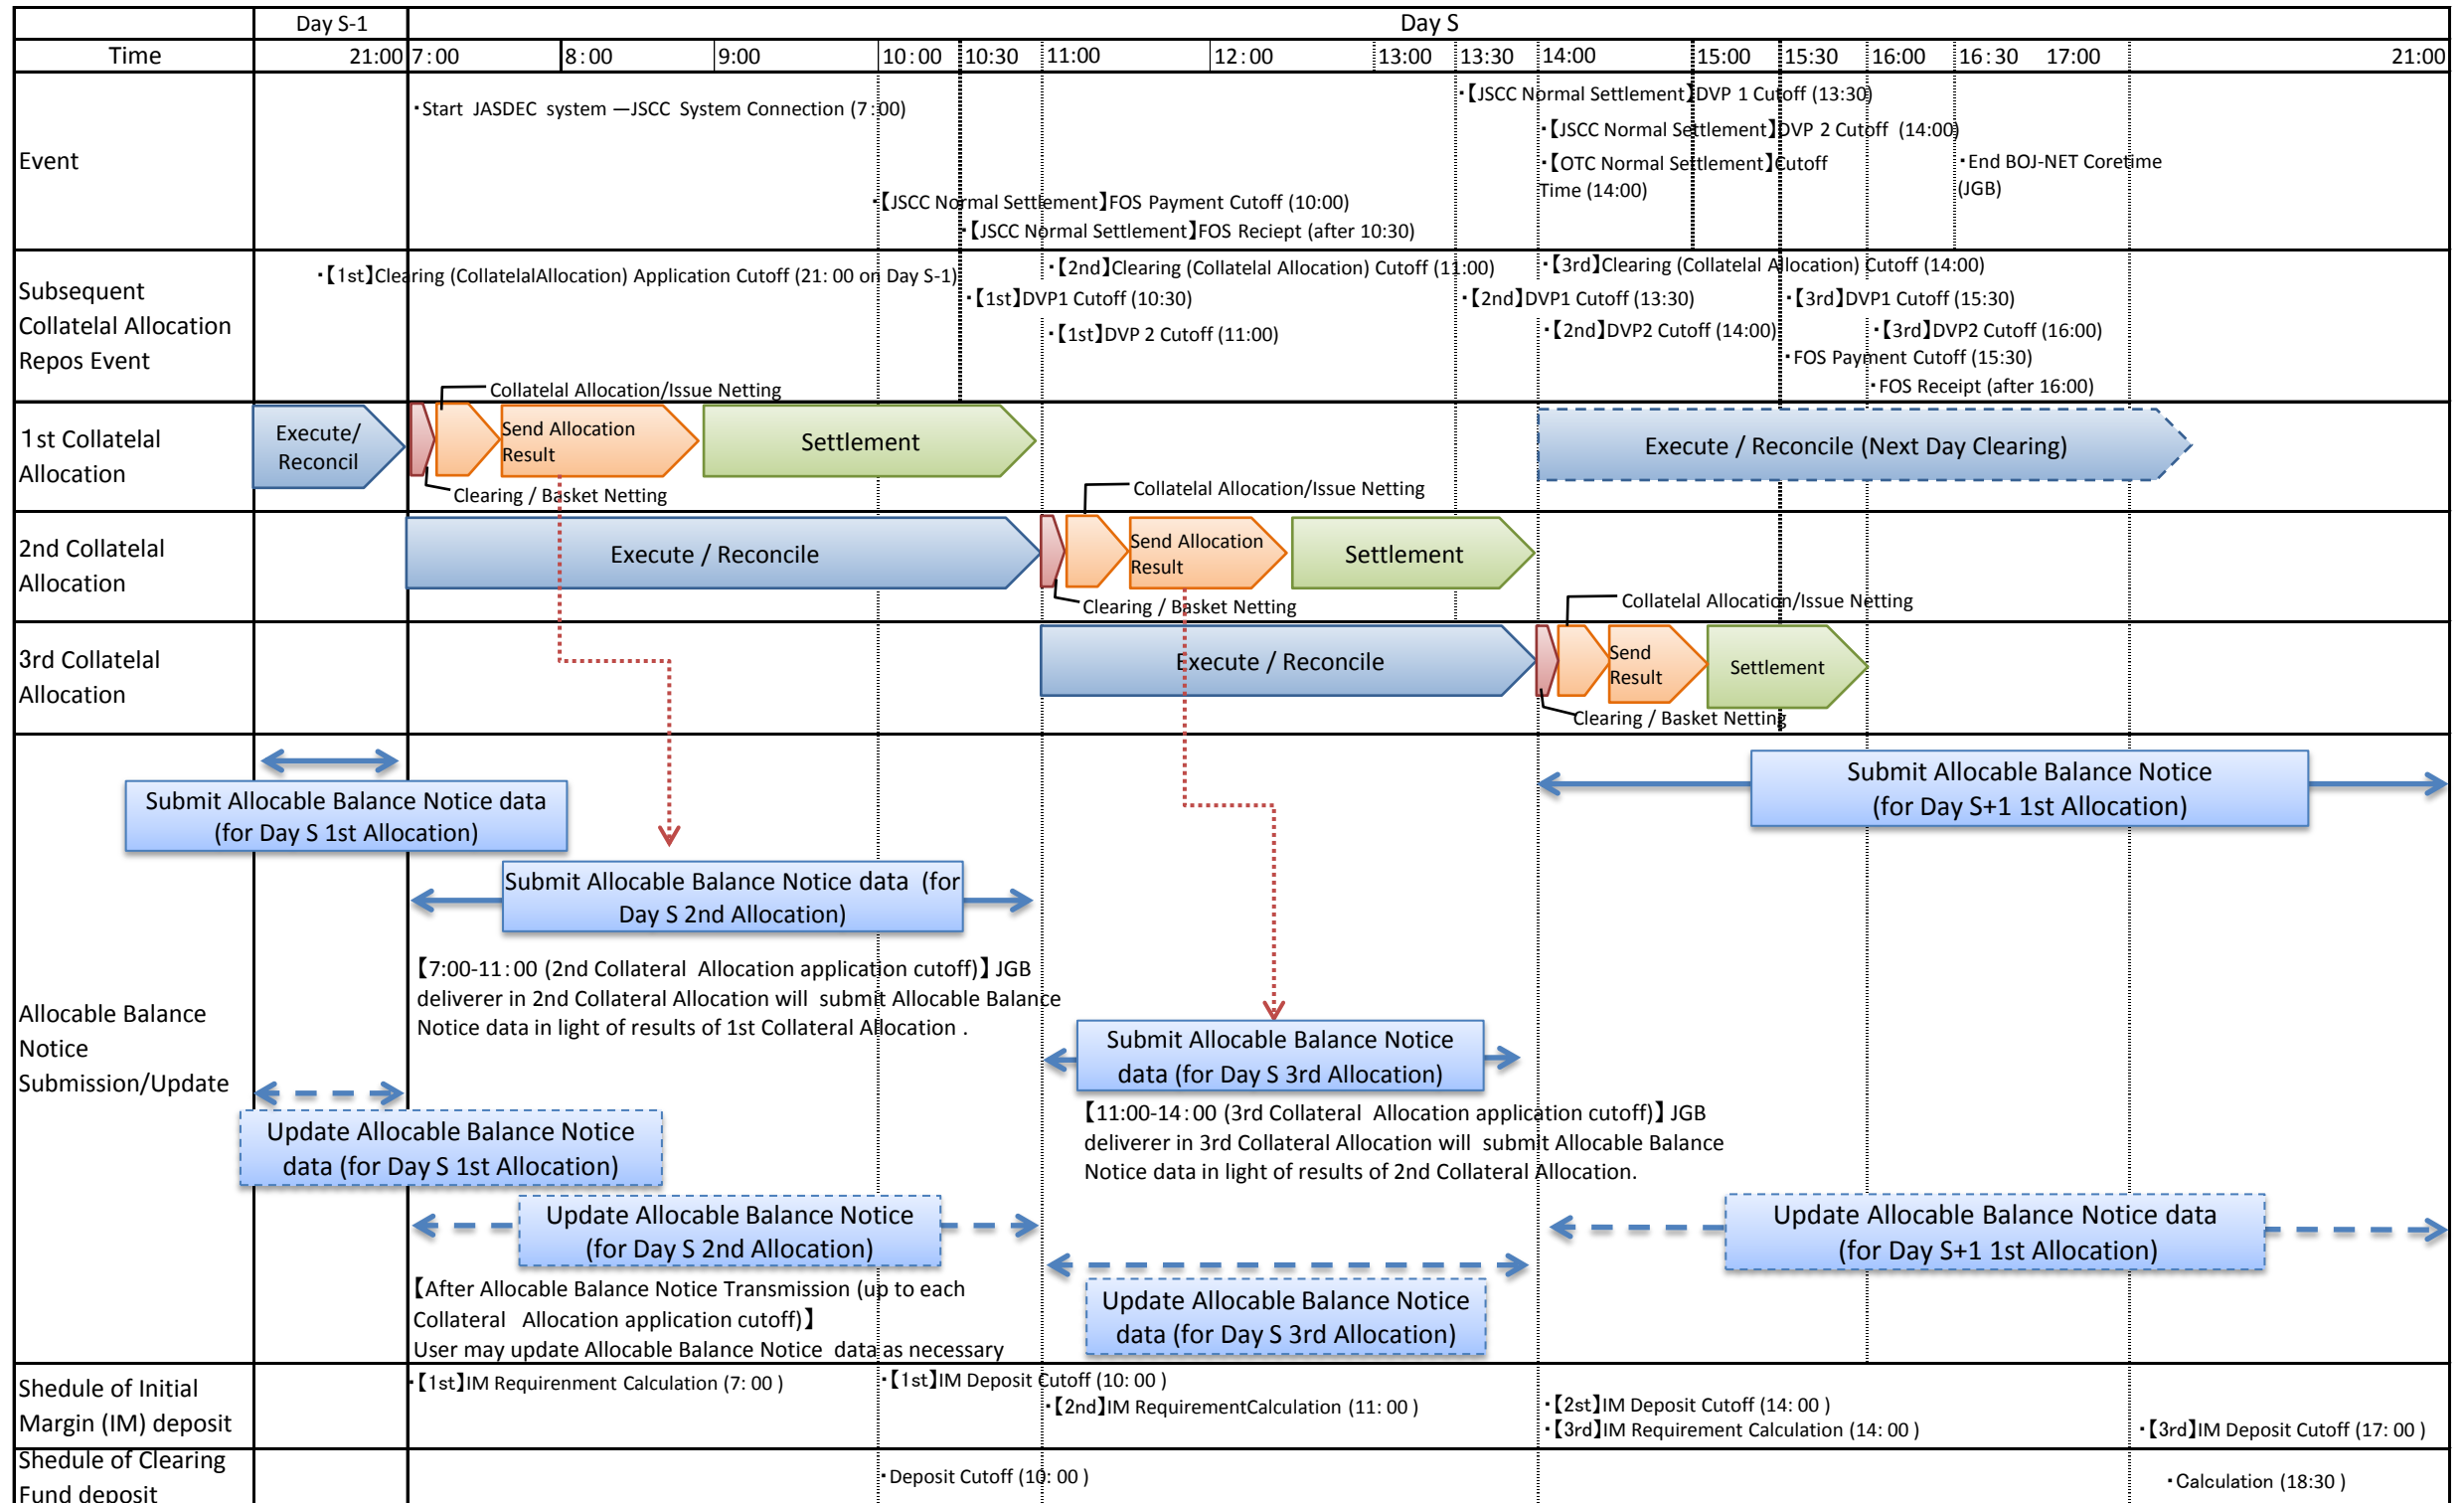 Day S-1
Day S
Time
21:00
7:00
8:00
9:00
10:00
10:30
11:00
12:00
13:00
13:30
14:00
15:00
15:30
16:00
16:30
17:00
21:00
Event
・Start JASDEC system —JSCC System Connection (7:00)
・【JSCC Normal Settlement】DVP 1 Cutoff (13:30)
・【JSCC Normal Settlement】DVP 2 Cutoff (14:00)
・【OTC Normal Settlement】Cutoff
Time (14:00)
・End BOJ-NET Coretime
(JGB)
・【JSCC Normal Settlement】FOS Payment Cutoff (10:00)
・【JSCC Normal Settlement】FOS Reciept (after 10:30)
Subsequent
Collatelal Allocation
Repos Event
・【1st】Clearing (CollatelalAllocation) Application Cutoff (21:00 on Day S-1)
・【2nd】Clearing (Collatelal Allocation) Cutoff (11:00)
・【3rd】Clearing (Collatelal Allocation) Cutoff (14:00)
・【1st】DVP1 Cutoff (10:30)
・【2nd】DVP1 Cutoff (13:30)
・【3rd】DVP1 Cutoff (15:30)
・【1st】DVP 2 Cutoff (11:00)
・【2nd】DVP2 Cutoff (14:00)
・【3rd】DVP2 Cutoff (16:00)
・FOS Payment Cutoff (15:30)
・FOS Receipt (after 16:00)
1st Collatelal
Allocation
Execute/
Reconcil
Collatelal Allocation/Issue Netting
Send Allocation
Result
Settlement
Clearing / Basket Netting
Execute / Reconcile (Next Day Clearing)
2nd Collatelal
Allocation
Execute / Reconcile
Collatelal Allocation/Issue Netting
Send Allocation
Result
Settlement
Clearing / Basket Netting
3rd Collatelal
Allocation
Execute / Reconcile
Collatelal Allocation/Issue Netting
Send
Result
Settlement
Clearing / Basket Netting
Allocable Balance
Notice
Submission/Update
Submit Allocable Balance Notice data
(for Day S 1st Allocation)
Submit Allocable Balance Notice
(for Day S+1 1st Allocation)
Submit Allocable Balance Notice data (for
Day S 2nd Allocation)
【7:00-11:00 (2nd Collateral Allocation application cutoff)】 JGB
deliverer in 2nd Collateral Allocation will submit Allocable Balance
Notice data in light of results of 1st Collateral Allocation .
Submit Allocable Balance Notice
data (for Day S 3rd Allocation)
【11:00-14:00 (3rd Collateral Allocation application cutoff)】 JGB
deliverer in 3rd Collateral Allocation will submit Allocable Balance
Notice data in light of results of 2nd Collateral Allocation.
Update Allocable Balance Notice
data (for Day S 1st Allocation)
Update Allocable Balance Notice
(for Day S 2nd Allocation)
Update Allocable Balance Notice data
(for Day S+1 1st Allocation)
【After Allocable Balance Notice Transmission (up to each
Collateral Allocation application cutoff)】
User may update Allocable Balance Notice data as necessary
Update Allocable Balance Notice
data (for Day S 3rd Allocation)
Shedule of Initial
Margin (IM) deposit
・【1st】IM Requirenment Calculation (7:00 )
・【1st】IM Deposit Cutoff (10:00 )
・【2nd】IM RequirementCalculation (11:00 )
・【2st】IM Deposit Cutoff (14:00 )
・【3rd】IM Requirement Calculation (14:00 )
・【3rd】IM Deposit Cutoff (17:00 )
Shedule of Clearing
Fund deposit
・Deposit Cutoff (10:00 )
・Calculation (18:30 )